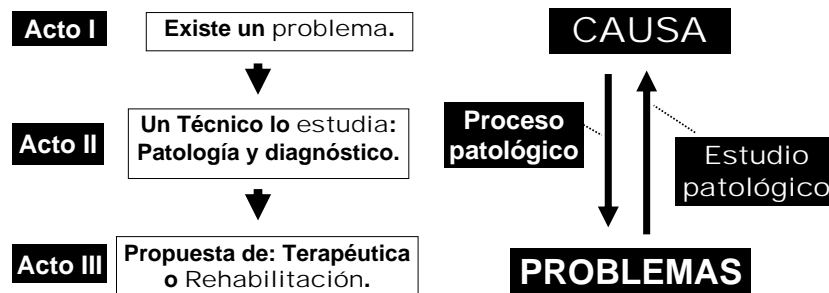 Acto I
Existe un problema.
Acto II
Un Técnico lo estudia:
Patología y diagnóstico.
Acto III
Propuesta de: Terapéutica
o Rehabilitación.
CAUSA
Proceso
patológico
Estudio
patológico
PROBLEMAS